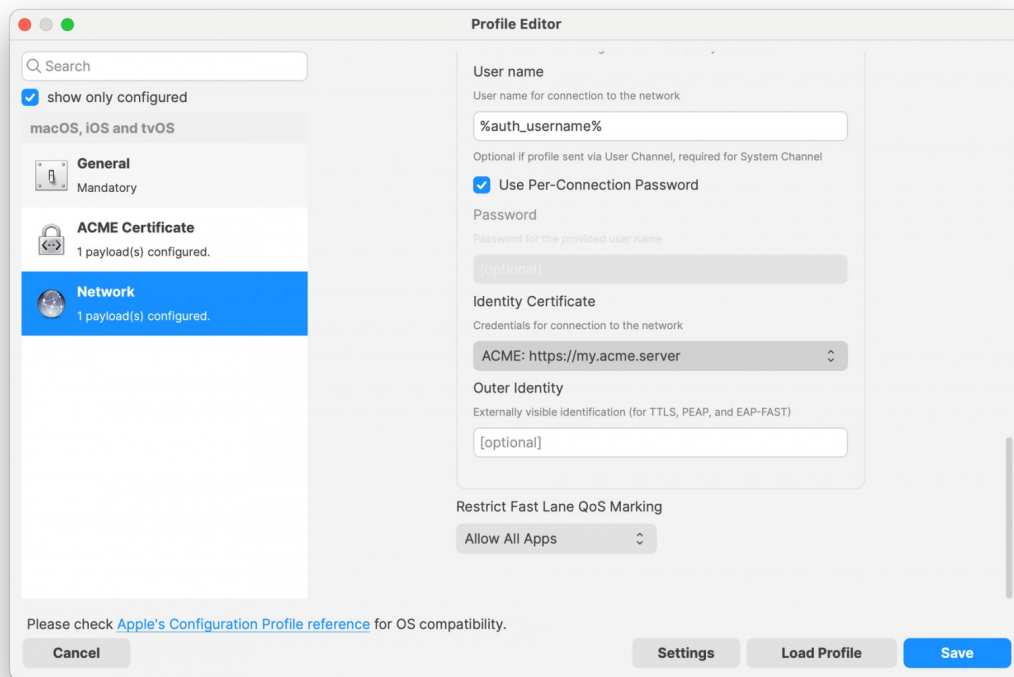 Profile Editor
Search
show only configured
macOS, iOS and tvOS
General
Mandatory
ACME Certificate
1 payload(s) configured.
Network
1 payload(s) configured.
User name
User name for connection to the network
%auth_username%
Optional if profile sent via User Channel, required for System Channel
Use Per-Connection Password
Password
Password for the provided user name
[optional]
Identity Certificate
Credentials for connection to the network
ACME: https://my.acme.server
Outer Identity
Externally visible identification (for TTLS, PEAP, and EAP-FAST)
[optional]
Restrict Fast Lane QoS Marking
Allow All Apps
Please check Apple's Configuration Profile reference for OS compatibility.
Cancel
Settings
Load Profile
Save